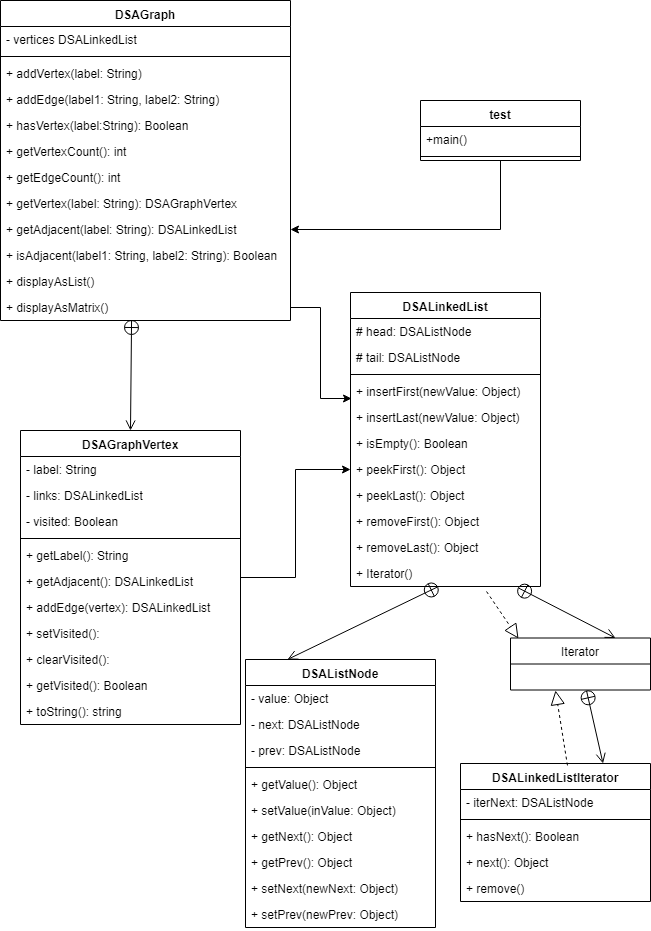 DSAGraph
- vertices DSALinkedList
+ addVertex(label: String)
+ addEdge(label1: String, label2: String)
+ hasVertex(label:String): Boolean
+ getVertexCount(): int
+ getEdgeCount(): int
+ getVertex(label: String): DSAGraphVertex
+ getAdjacent(label: String): DSALinkedList
+ isAdjacent(label1: String, label2: String): Boolean
+ displayAsList()
+ displayAsMatrix()
test
+main()
DSALinkedList
# head: DSAListNode
# tail: DSAListNode
+ insertFirst(newValue: Object)
+ insertLast(newValue: Object)
+ isEmpty(): Boolean
+ peekFirst(): Object
+ peekLast(): Object
+ removeFirst(): Object
+ removeLast(): Object
+ Iterator()
DSAGraphVertex
- label: String
- links: DSALinkedList
- visited: Boolean
+ getLabel(): String
+ getAdjacent(): DSALinkedList
+ addEdge(vertex): DSALinkedList
+ setVisited():
+ clearVisited():
+ getVisited(): Boolean
+ toString(): string
DSAListNode
- value: Object
- next: DSAListNode
- prev: DSAListNode
+ getValue(): Object
+ setValue(inValue: Object)
+ getNext(): Object
+ getPrev(): Object
+ setNext(newNext: Object)
+ setPrev(newPrev: Object)
Iterator
DSALinkedListIterator
- iterNext: DSAListNode
+ hasNext(): Boolean
+ next(): Object
+ remove()